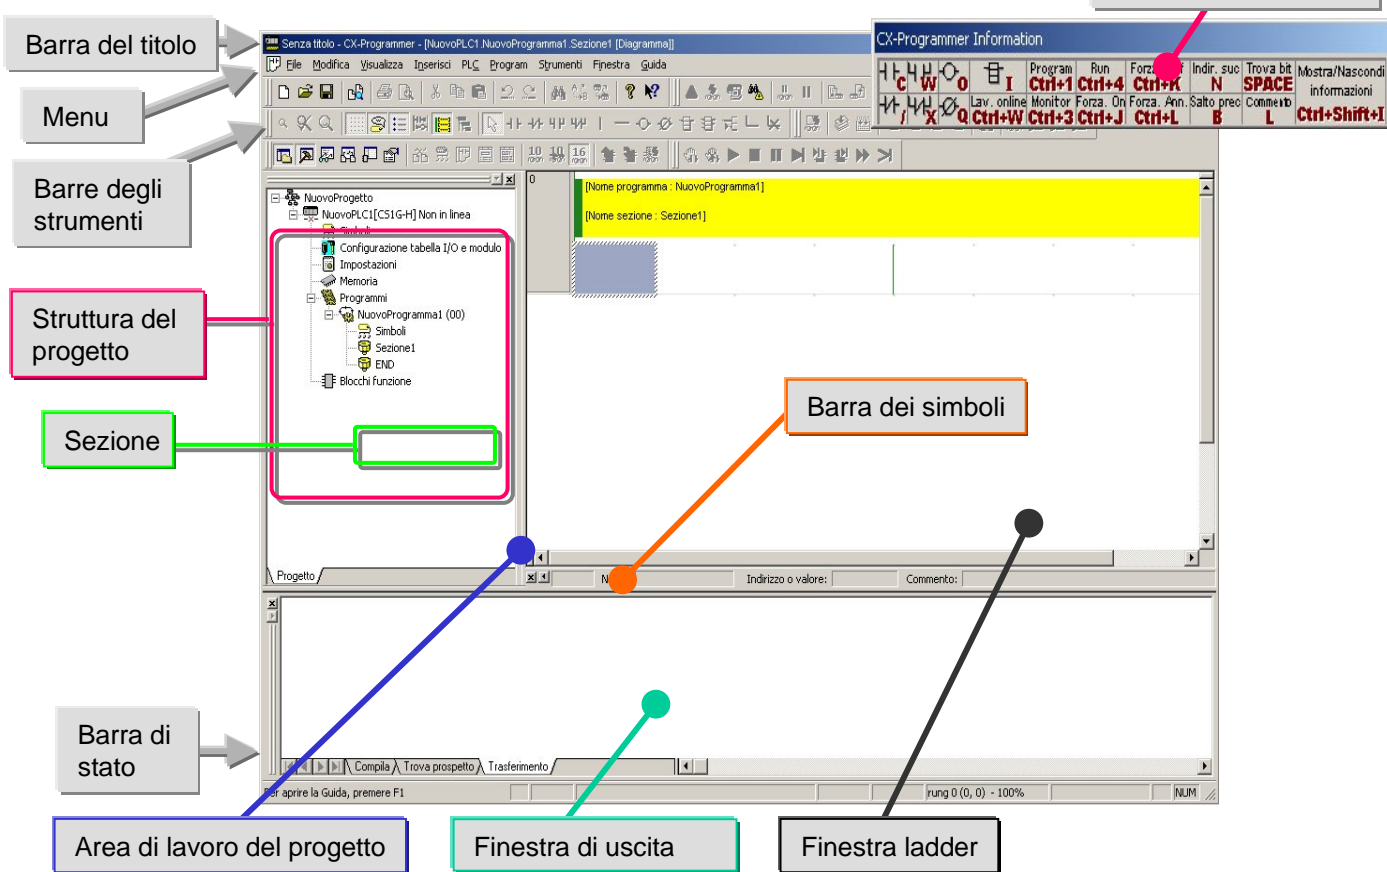 Barra del titolo
Menu
Barre degli
strumenti
Struttura del
progetto
Sezione
Barra di
stato
Area di lavoro del progetto
Finestra di uscita
Finestra ladder
Barra dei simboli
Senza titolo - CX-Programmer - [NuovoPLC1.NuovoProgramma1.Sezione1 [Diagramma]]
File Modifica Visualizza Inserisci PLC Program Strumenti Finestra Guida
CX-Programmer Information
C W O I Program Run Indir. suc Trova bit Mostra/Nascondi
Ctrl+1 Ctrl+4 Ctrl+K N SPACE informazioni
/ X Q Lav. online Monitor Forza. On Forza. Ann. Salto prec Commento
Ctrl+W Ctrl+3 Ctrl+J Ctrl+L B L Ctrl+Shift+I
10 10 16
NuovoProgetto
NuovoPLC1[CS1G-H] Non in linea
Simboli
Configurazione tabella I/O e modulo
Impostazioni
Memoria
Programmi
NuovoProgramma1 (00)
Simboli
Sezione1
END
Blocchi funzione
Progetto
0
[Nome programma : NuovoProgramma1]
[Nome sezione : Sezione1]
Indirizzo o valore:
Commento:
Compila Trova prospetto Trasferimento
Per aprire la Guida, premere F1
rung 0 (0, 0) - 100%
NUM